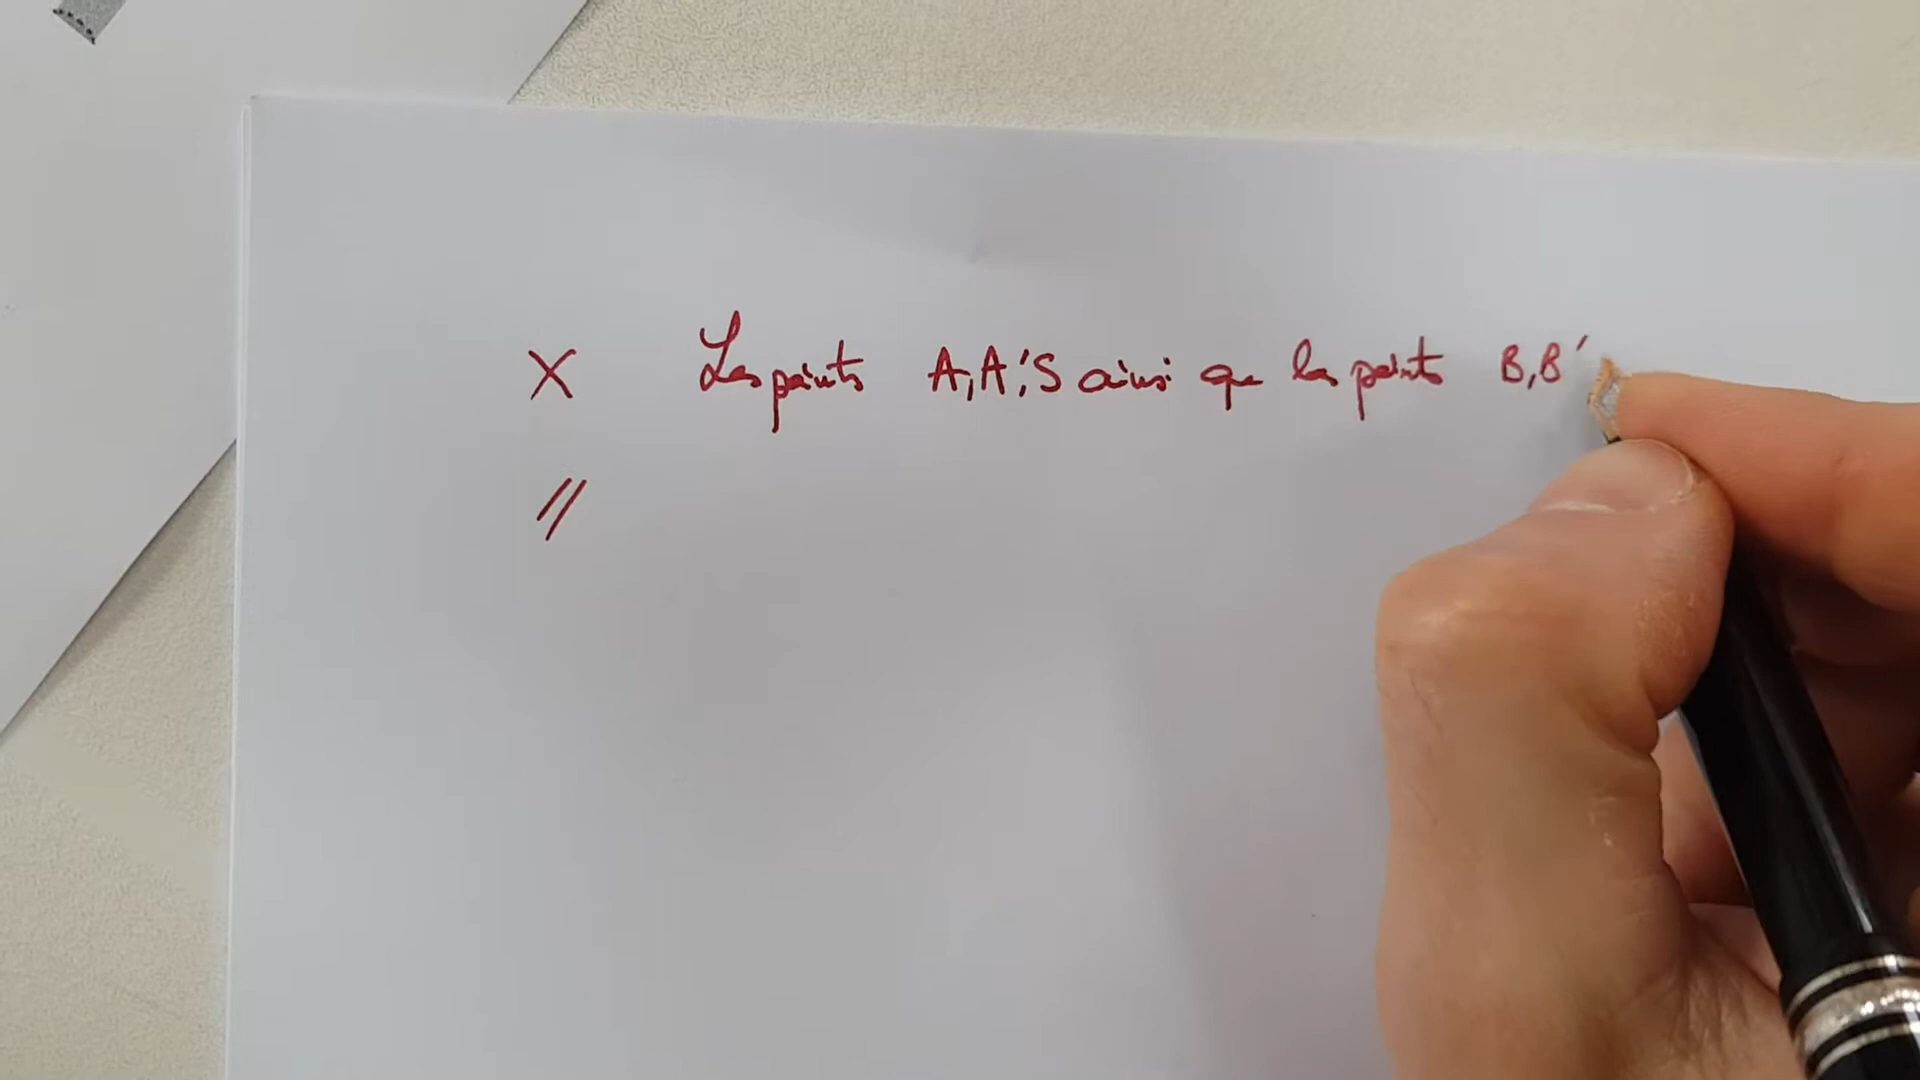 X Les points A, A', S ainsi que les points B, B'
//